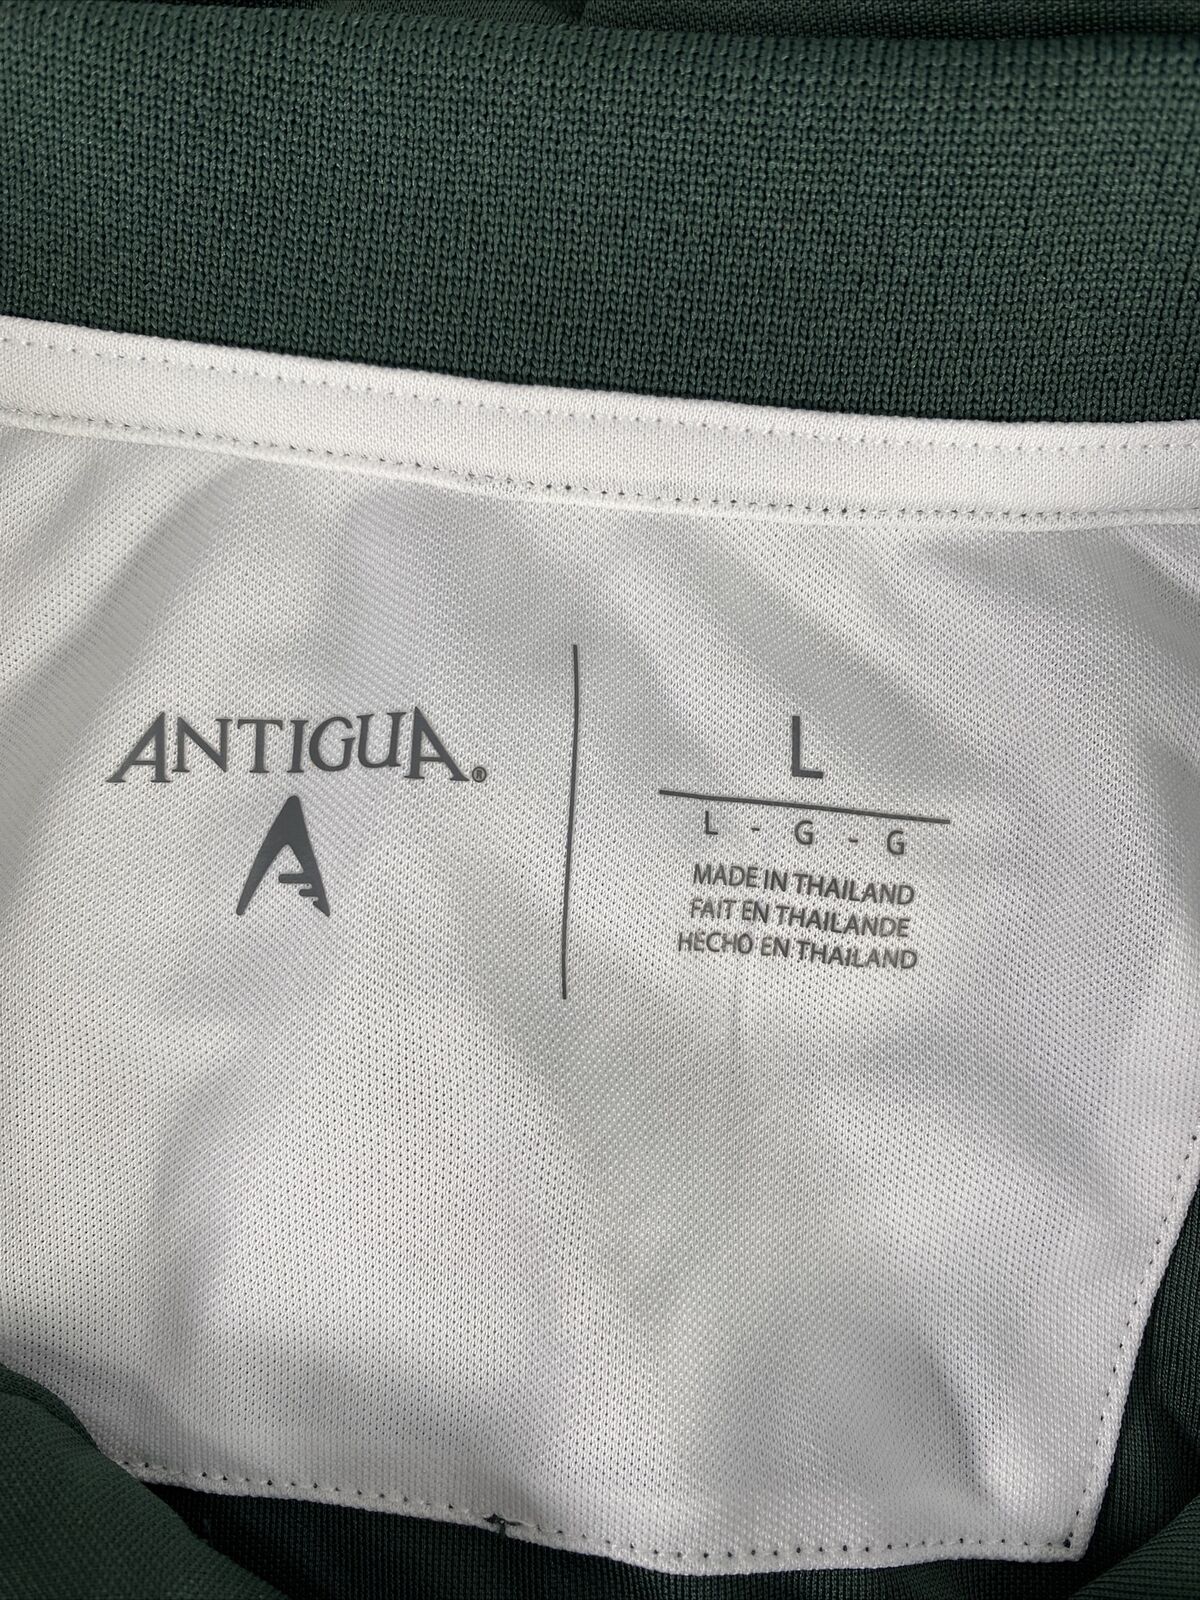 ANTIGUA®
L
L - G - G
MADE IN THAILAND
FAIT EN THAILANDE
HECHO EN THAILAND